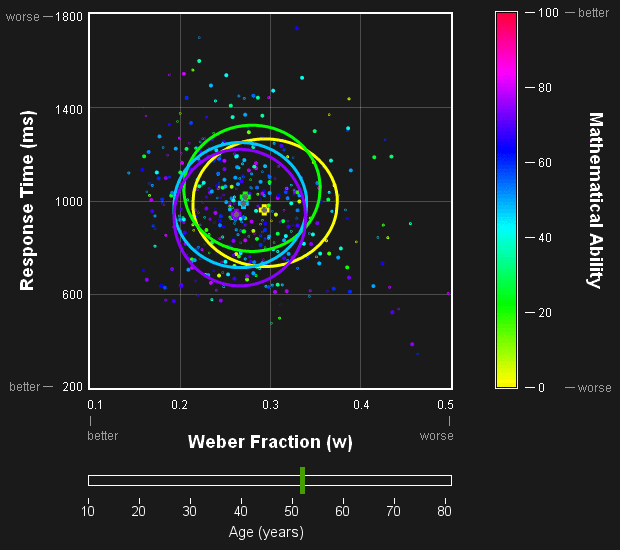 worse
1800
1400
1000
600
better
200
Response Time (ms)
0.1
0.2
0.3
0.4
0.5
better
worse
Weber Fraction (w)
10
20
30
40
50
60
70
80
Age (years)
100
better
80
60
40
20
0
worse
Mathematical Ability